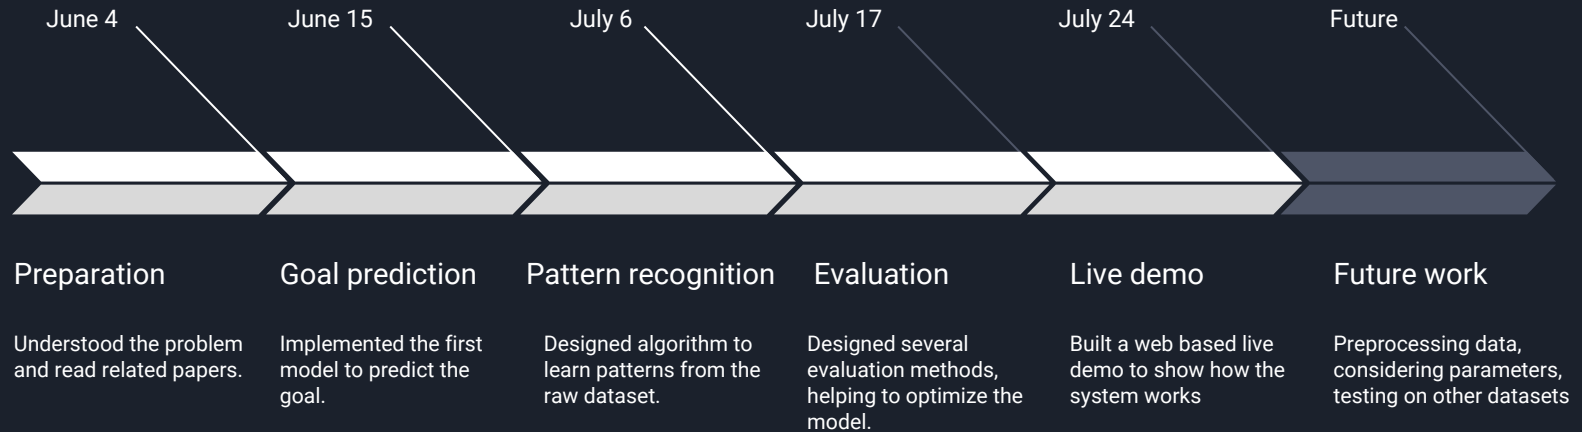 June 4
June 15
July 6
July 17
July 24
Future
Preparation
Goal prediction
Pattern recognition
Evaluation
Live demo
Future work
Understood the problem
and read related papers.
Implemented the first
model to predict the
goal.
Designed algorithm to
learn patterns from the
raw dataset.
Designed several
evaluation methods,
helping to optimize the
model.
Built a web based live
demo to show how the
system works
Preprocessing data,
considering parameters,
testing on other datasets